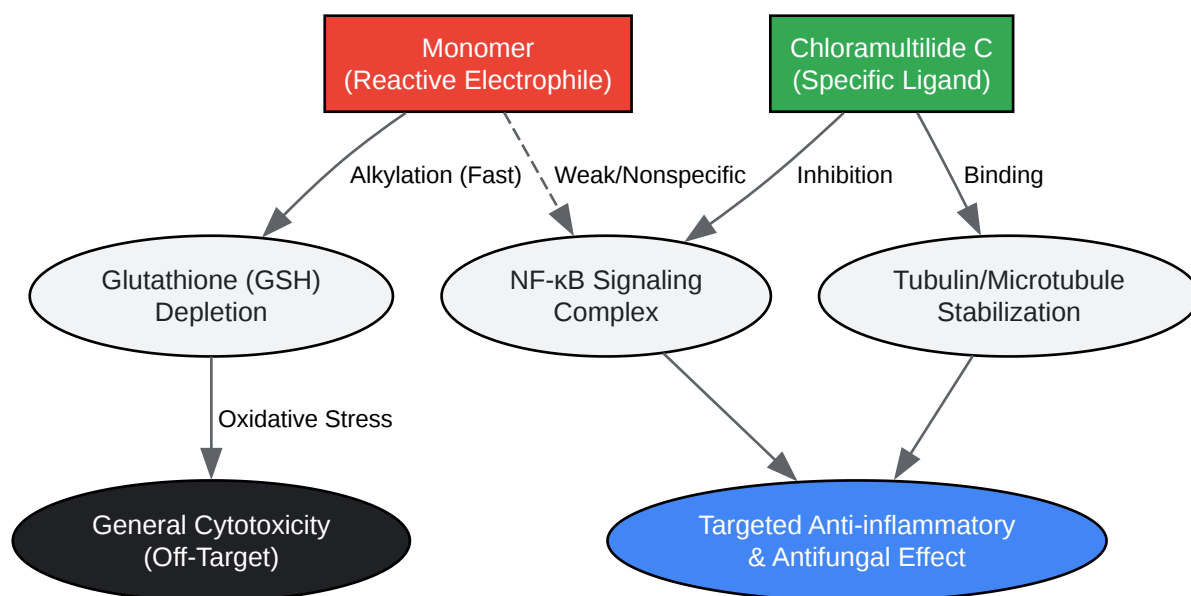 Monomer
(Reactive Electrophile)
Chloramultilide C
(Specific Ligand)
Alkylation (Fast)
Weak/Nonspecific
Inhibition
Binding
Glutathione (GSH)
Depletion
NF-κB Signaling
Complex
Tubulin/Microtubule
Stabilization
Oxidative Stress
General Cytotoxicity
(Off-Target)
Targeted Anti-inflammatory
& Antifungal Effect